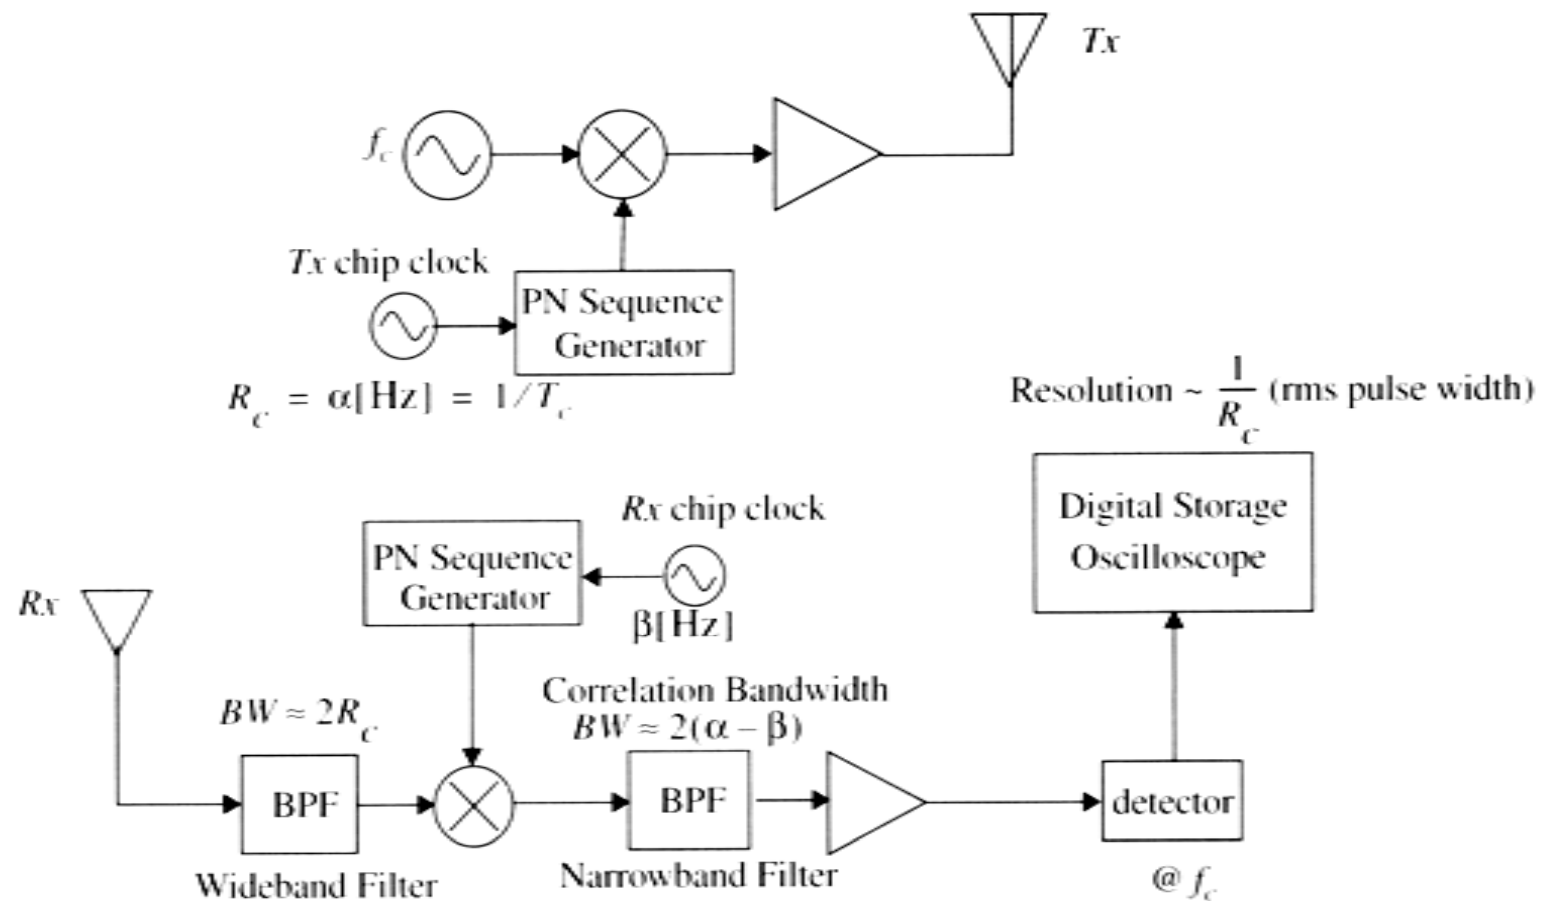 Tx
f_c
Tx chip clock
PN Sequence
Generator
R_c = α[Hz] = 1/T_c
Resolution ~ 1/R_c (rms pulse width)
Digital Storage
Oscilloscope
Rx chip clock
PN Sequence
Generator
β[Hz]
Rx
Correlation Bandwidth
BW ≈ 2(α – β)
BW ≈ 2R_c
BPF
BPF
detector
Wideband Filter
Narrowband Filter
@ f_c